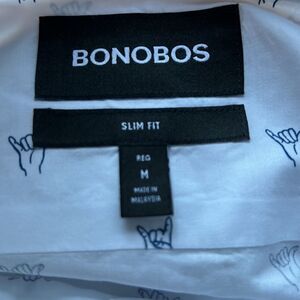 BONOBOS
SLIM FIT
REG
M
MADE IN
MALAYSIA